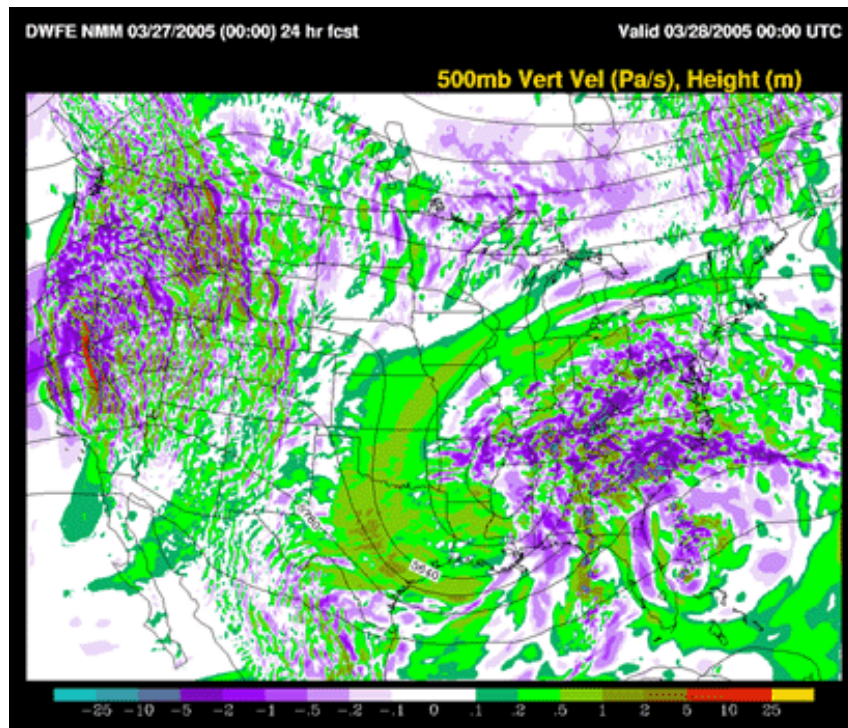 DWFE NMM 03/27/2005 (00:00) 24 hr fcst Valid 03/28/2005 00:00 UTC
500mb Vert Vel (Pa/s), Height (m)
5640
-25 -10 -5 -2 -1 -.5 -.2 -.1 0 .1 .2 .5 1 2 5 10 25